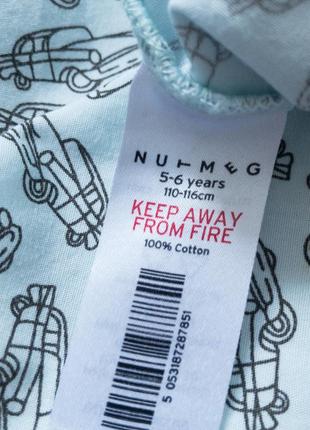 NUTMEG
5-6 years
110-116cm
KEEP AWAY
FROM FIRE
100% Cotton
5 053187287851